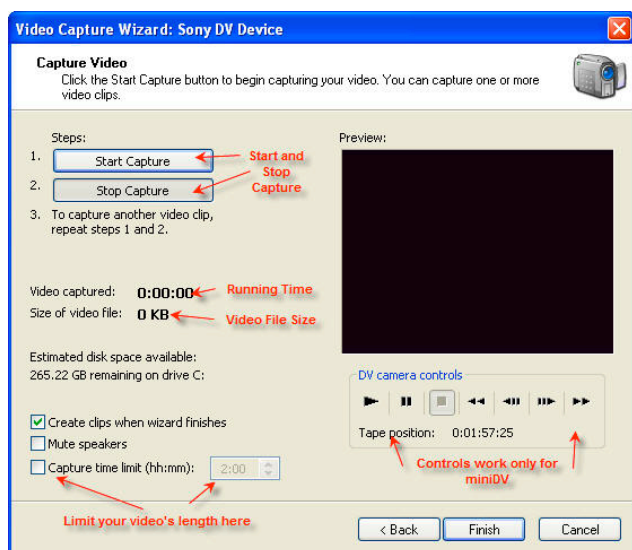 Video Capture Wizard: Sony DV Device
Capture Video
Click the Start Capture button to begin capturing your video. You can capture one or more
video clips.
Steps:
1. Start Capture
2. Stop Capture
Start and
Stop
Capture
3. To capture another video clip,
repeat steps 1 and 2.
Video captured: 0:00:00
Running Time
Size of video file: 0 KB
Video File Size
Estimated disk space available:
265.22 GB remaining on drive C:
Create clips when wizard finishes
Mute speakers
Capture time limit (hh:mm): 2:00
Limit your video's length here
Preview:
DV camera controls
Tape position: 0:01:57:25
Controls work only for
miniDV
< Back Finish Cancel